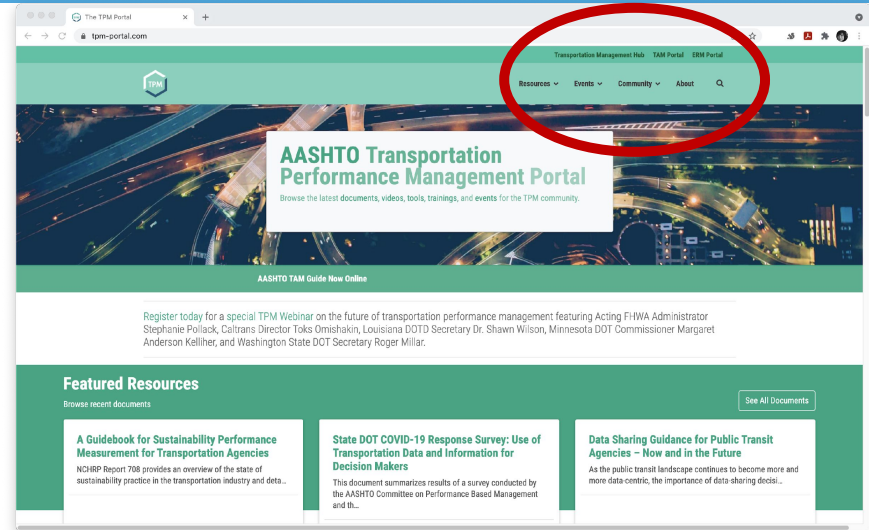 The TPM Portal
tpm-portal.com
Transportation Management Hub TAM Portal ERM Portal
TPM
Resources Events Community About
AASHTO Transportation
Performance Management Portal
Browse the latest documents, videos, tools, trainings, and events for the TPM community.
AASHTO TAM Guide Now Online
Register today for a special TPM Webinar on the future of transportation performance management featuring Acting FHWA Administrator
Stephanie Pollack, Caltrans Director Toks Omishakin, Louisiana DOTD Secretary Dr. Shawn Wilson, Minnesota DOT Commissioner Margaret
Anderson Kelliher, and Washington State DOT Secretary Roger Millar.
Featured Resources
Browse recent documents
See All Documents
A Guidebook for Sustainability Performance
Measurement for Transportation Agencies
NCHRP Report 708 provides an overview of the state of
sustainability practice in the transportation industry and deta...
State DOT COVID-19 Response Survey: Use of
Transportation Data and Information for
Decision Makers
This document summarizes results of a survey conducted by
the AASHTO Committee on Performance Based Management
and th...
Data Sharing Guidance for Public Transit
Agencies – Now and in the Future
As the public transit landscape continues to become more and
more data-centric, the importance of data-sharing decisi...